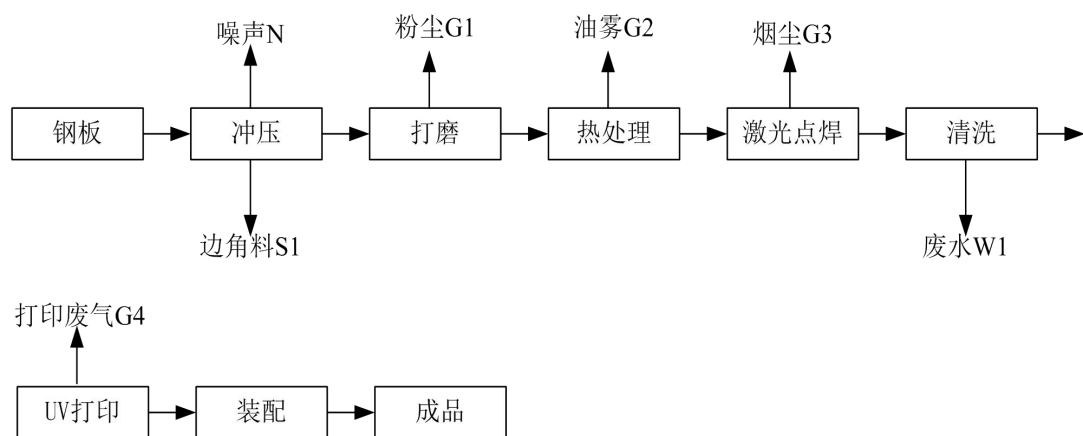 噪声N
粉尘G1
油雾G2
烟尘G3
钢板
冲压
打磨
热处理
激光点焊
清洗
边角料S1
废水W1
打印废气G4
UV打印
装配
成品